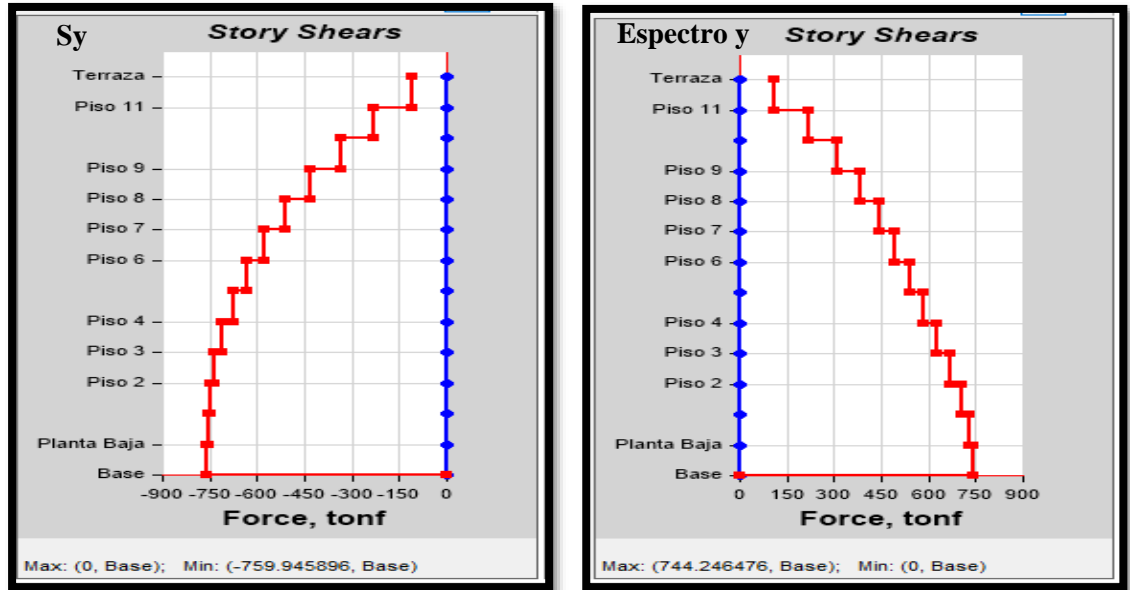 Sy
Story Shears
Terraza
Piso 11
Piso 9
Piso 8
Piso 7
Piso 6
Piso 4
Piso 3
Piso 2
Planta Baja
Base
-900 -750 -600 -450 -300 -150 0
Force, tonf
Max: (0, Base); Min: (-759.945896, Base)
Espectro y
Story Shears
Terraza
Piso 11
Piso 9
Piso 8
Piso 7
Piso 6
Piso 4
Piso 3
Piso 2
Planta Baja
Base
0 150 300 450 600 750 900
Force, tonf
Max: (744.246476, Base); Min: (0, Base)